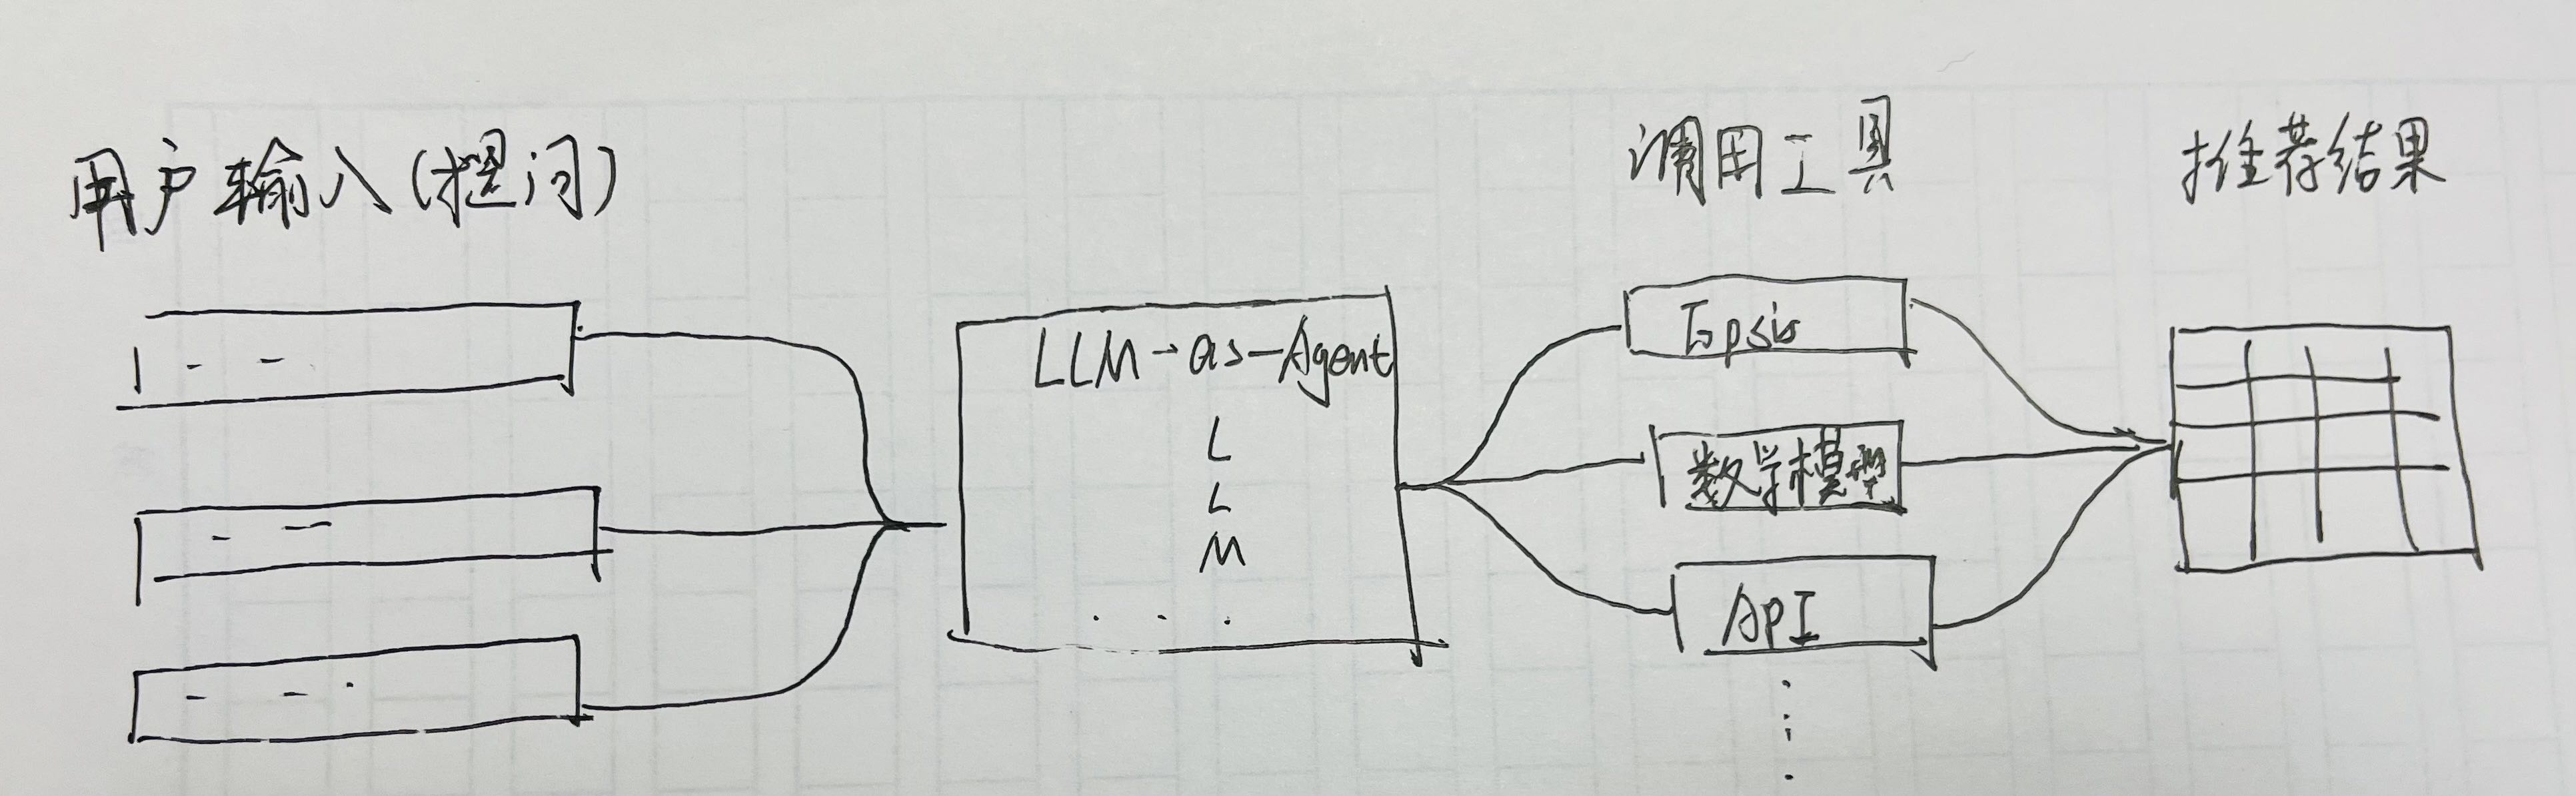 用户输入(提问)
调用工具
推荐结果
LLM-as-Agent
L
L
M
. . .
数学模型
API